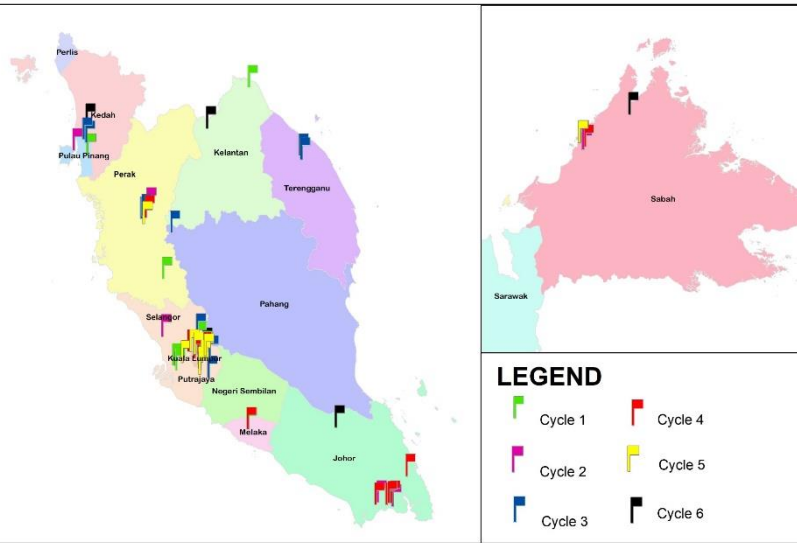 Perlis
Kedah
Pulau Pinang
Perak
Kelantan
Terengganu
Pahang
Selangor
Kuala Lumpur
Putrajaya
Negeri Sembilan
Melaka
Johor
Sabah
Sarawak
LEGEND
Cycle 1
Cycle 4
Cycle 2
Cycle 5
Cycle 3
Cycle 6